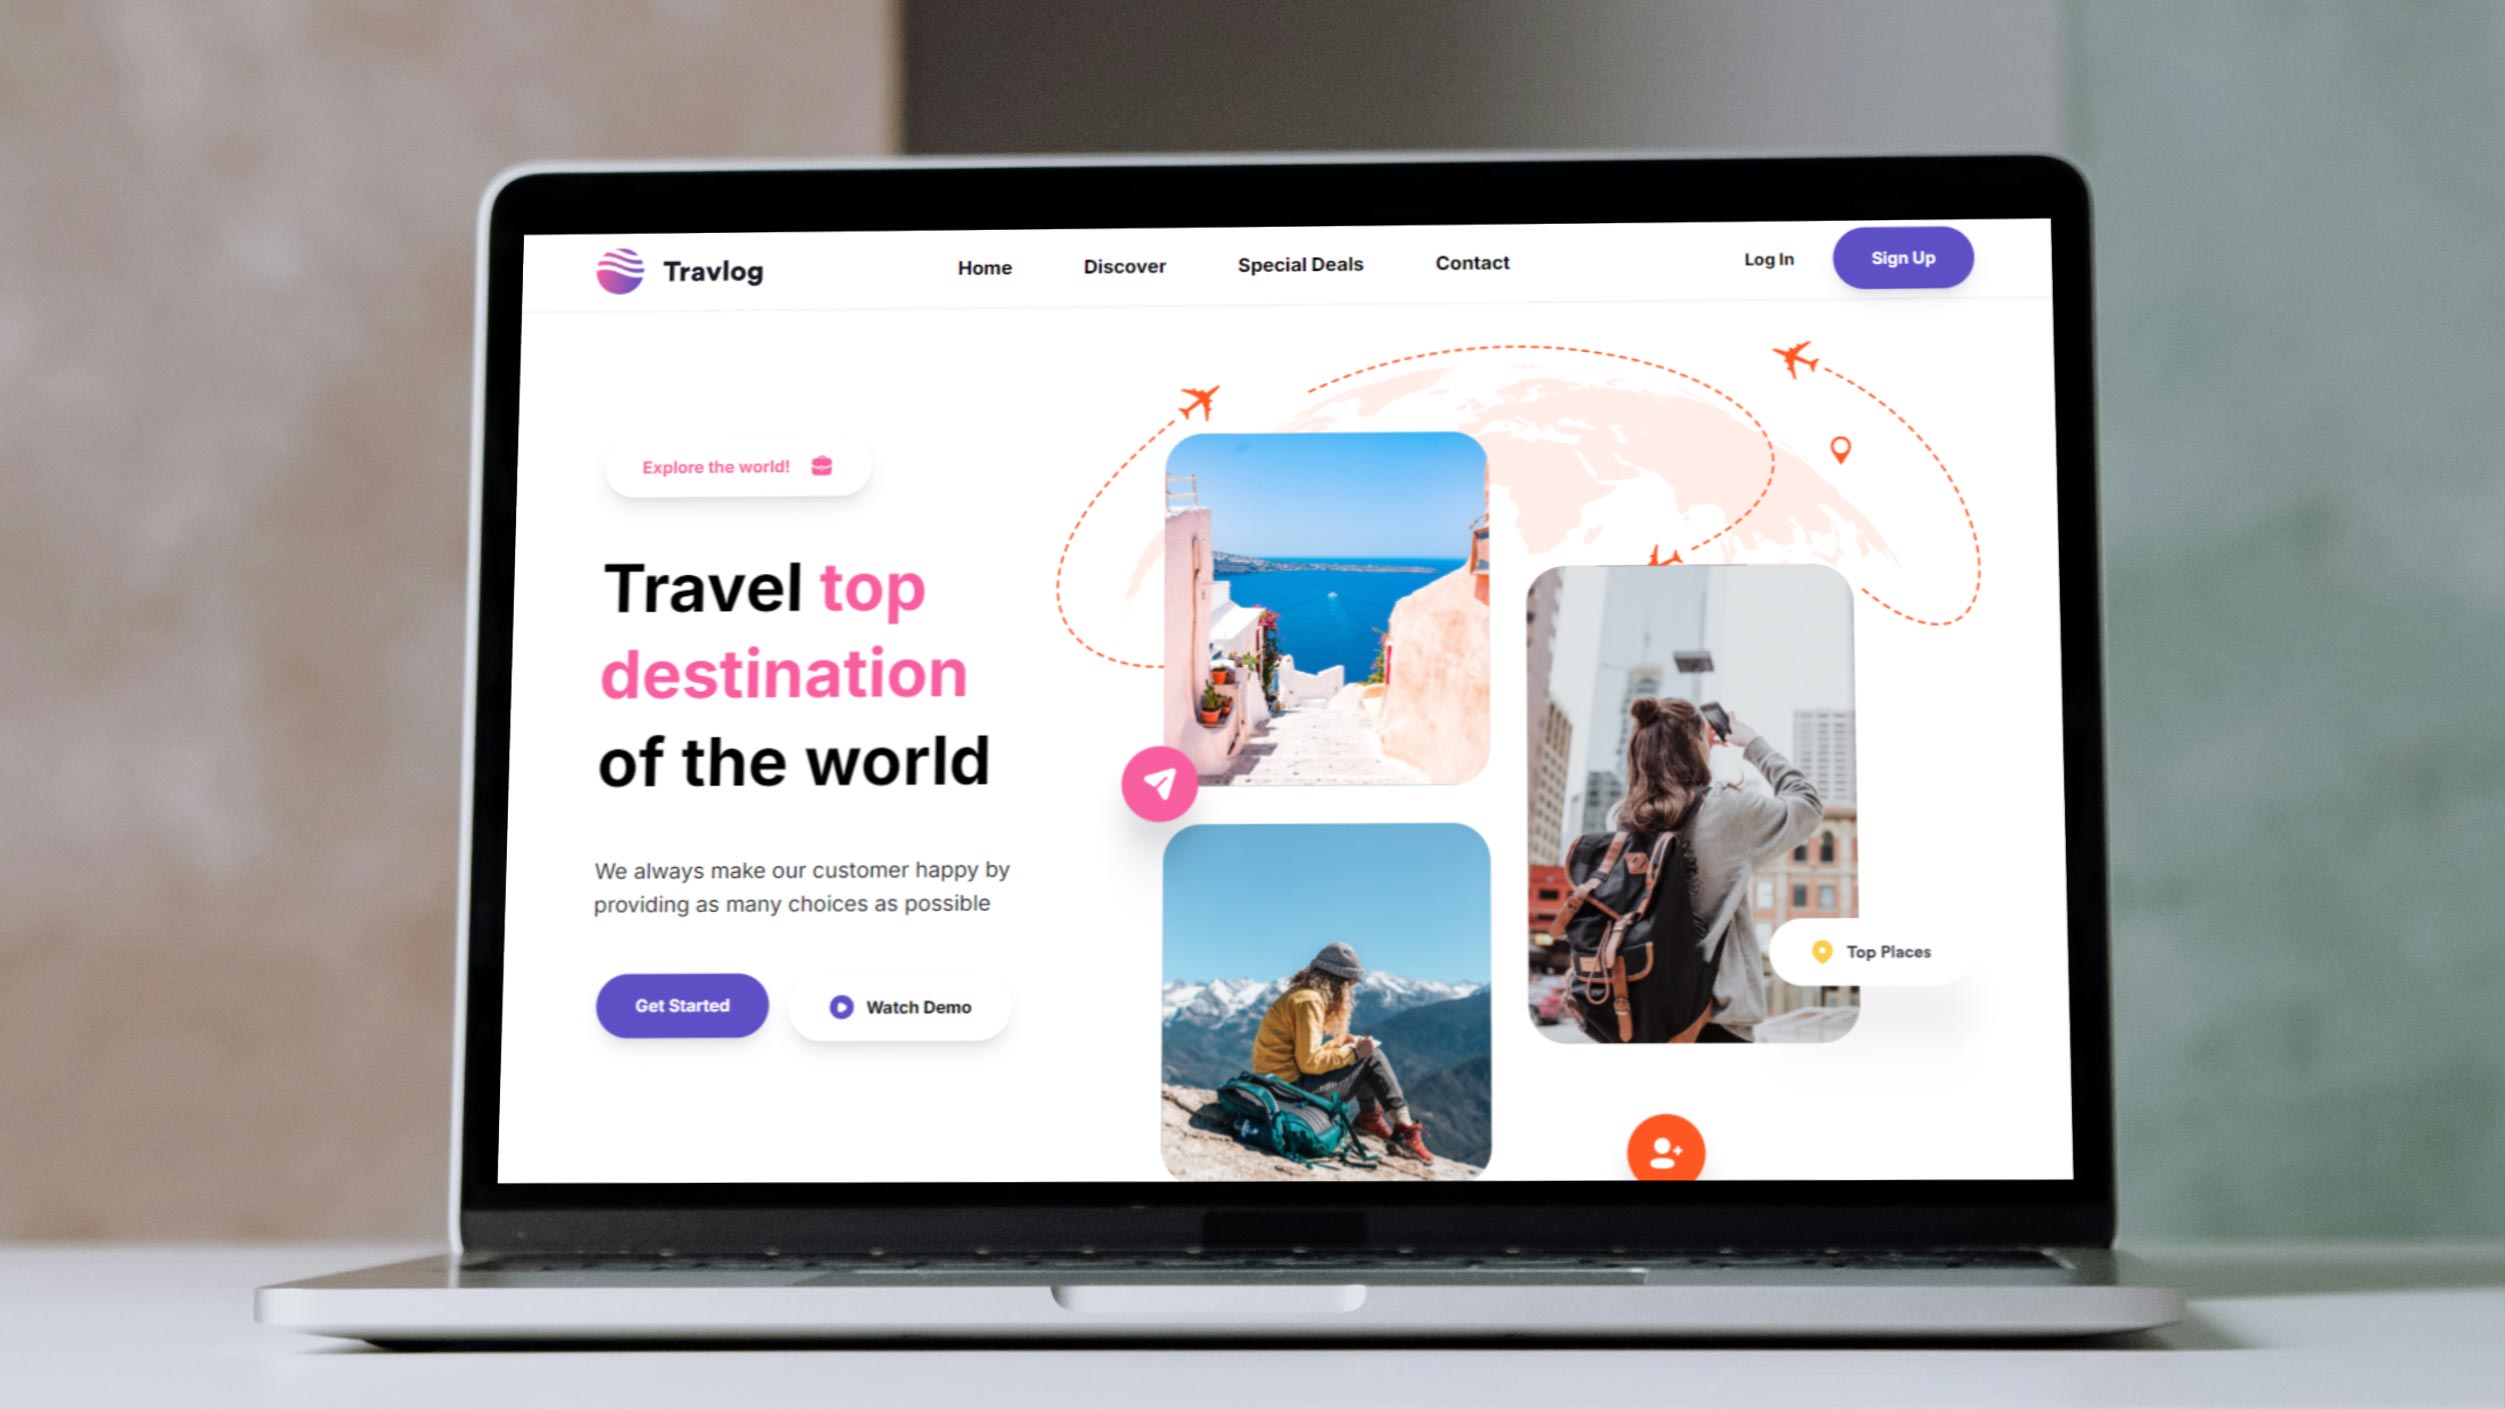 Travlog
Home
Discover
Special Deals
Contact
Log In
Sign Up
Explore the world!
Travel top
destination
of the world
We always make our customer happy by
providing as many choices as possible
Get Started
Watch Demo
Top Places